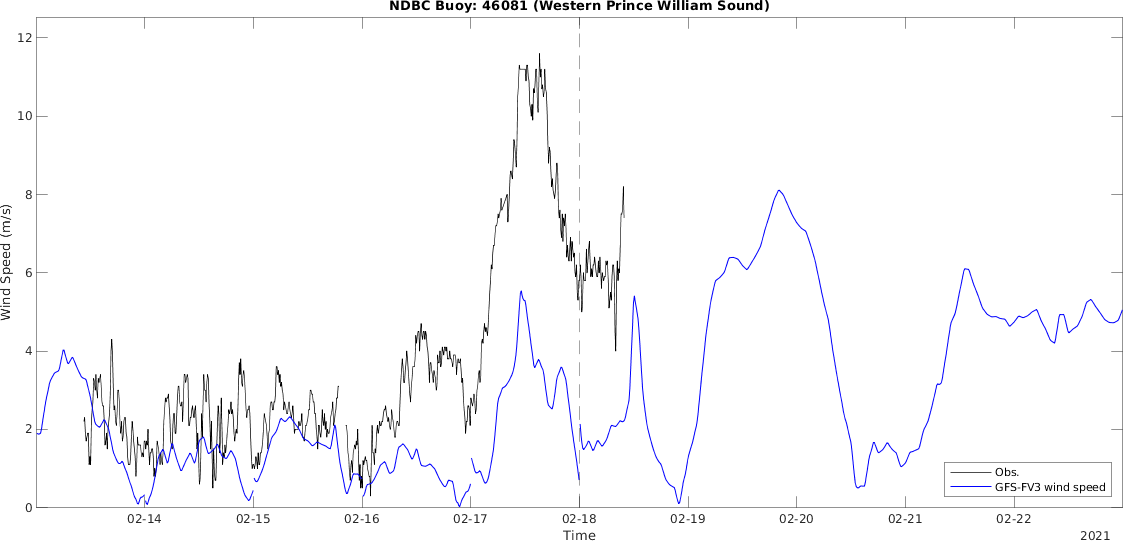 NDBC Buoy: 46081 (Western Prince William Sound)
12
10
8
6
4
2
0
Wind Speed (m/s)
Obs.
GFS-FV3 wind speed
02-14 02-15 02-16 02-17 02-18 02-19 02-20 02-21 02-22
Time
2021